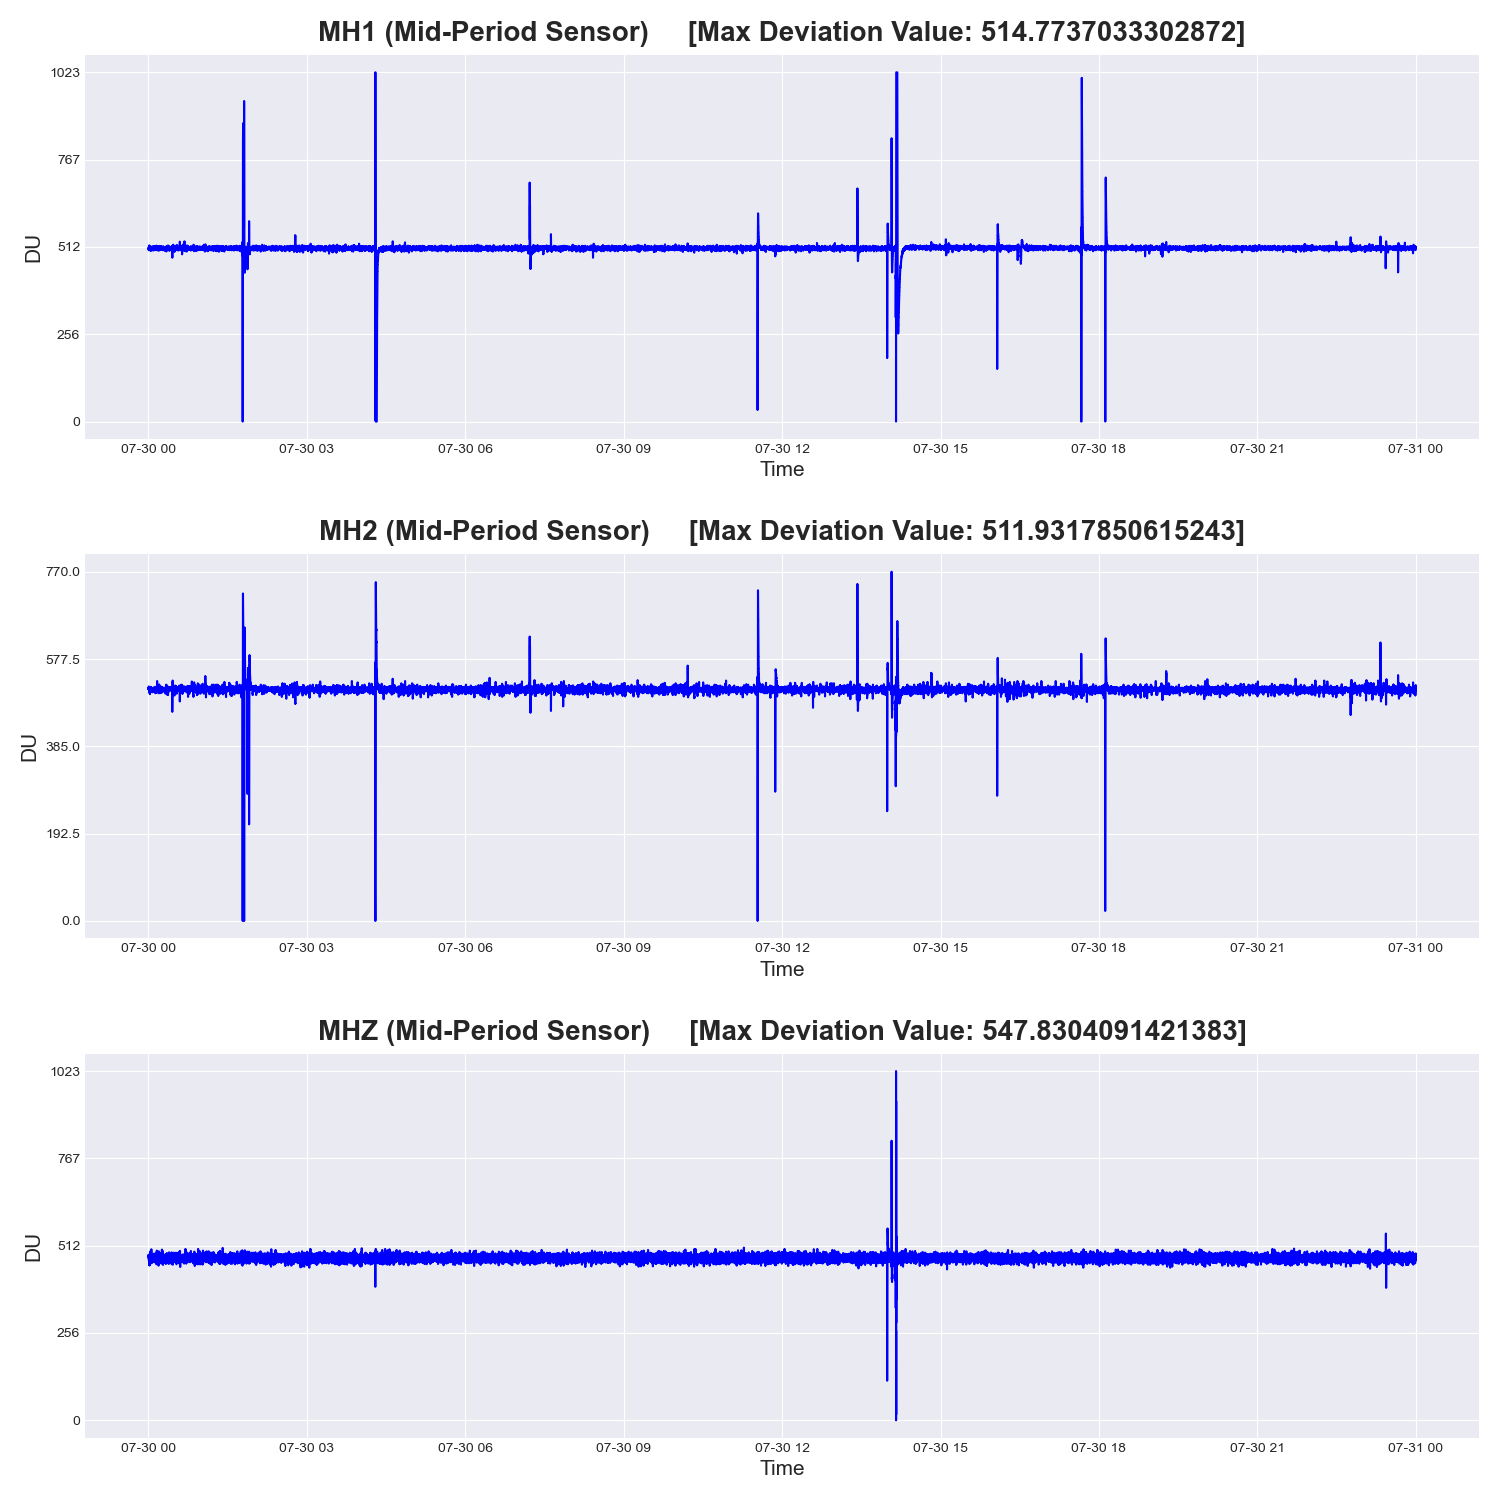 MH1 (Mid-Period Sensor) [Max Deviation Value: 514.7737033302872]
1023
767
512
256
0
DU
07-30 00 07-30 03 07-30 06 07-30 09 07-30 12 07-30 15 07-30 18 07-30 21 07-31 00
Time
MH2 (Mid-Period Sensor) [Max Deviation Value: 511.9317850615243]
770.0
577.5
385.0
192.5
0.0
DU
07-30 00 07-30 03 07-30 06 07-30 09 07-30 12 07-30 15 07-30 18 07-30 21 07-31 00
Time
MHZ (Mid-Period Sensor) [Max Deviation Value: 547.8304091421383]
1023
767
512
256
0
DU
07-30 00 07-30 03 07-30 06 07-30 09 07-30 12 07-30 15 07-30 18 07-30 21 07-31 00
Time